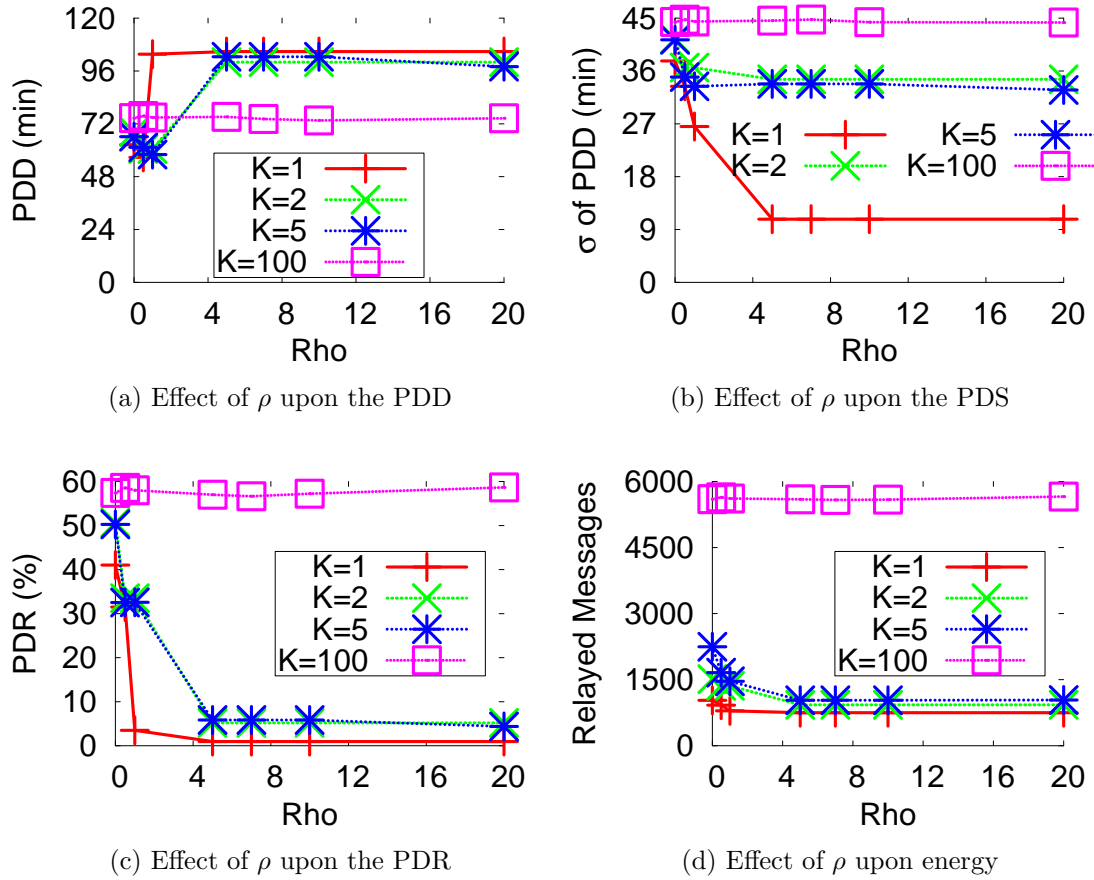 120
96
72
48
24
0
PDD (min)
K=1
K=2
K=5
K=100
0 4 8 12 16 20
Rho
(a) Effect of ρ upon the PDD
45
36
27
18
9
0
σ of PDD (min)
K=1 K=5
K=2 K=100
0 4 8 12 16 20
Rho
(b) Effect of ρ upon the PDS
60
50
40
30
20
10
0
PDR (%)
K=1
K=2
K=5
K=100
0 4 8 12 16 20
Rho
(c) Effect of ρ upon the PDR
6000
4500
3000
1500
0
Relayed Messages
K=1
K=2
K=5
K=100
0 4 8 12 16 20
Rho
(d) Effect of ρ upon energy